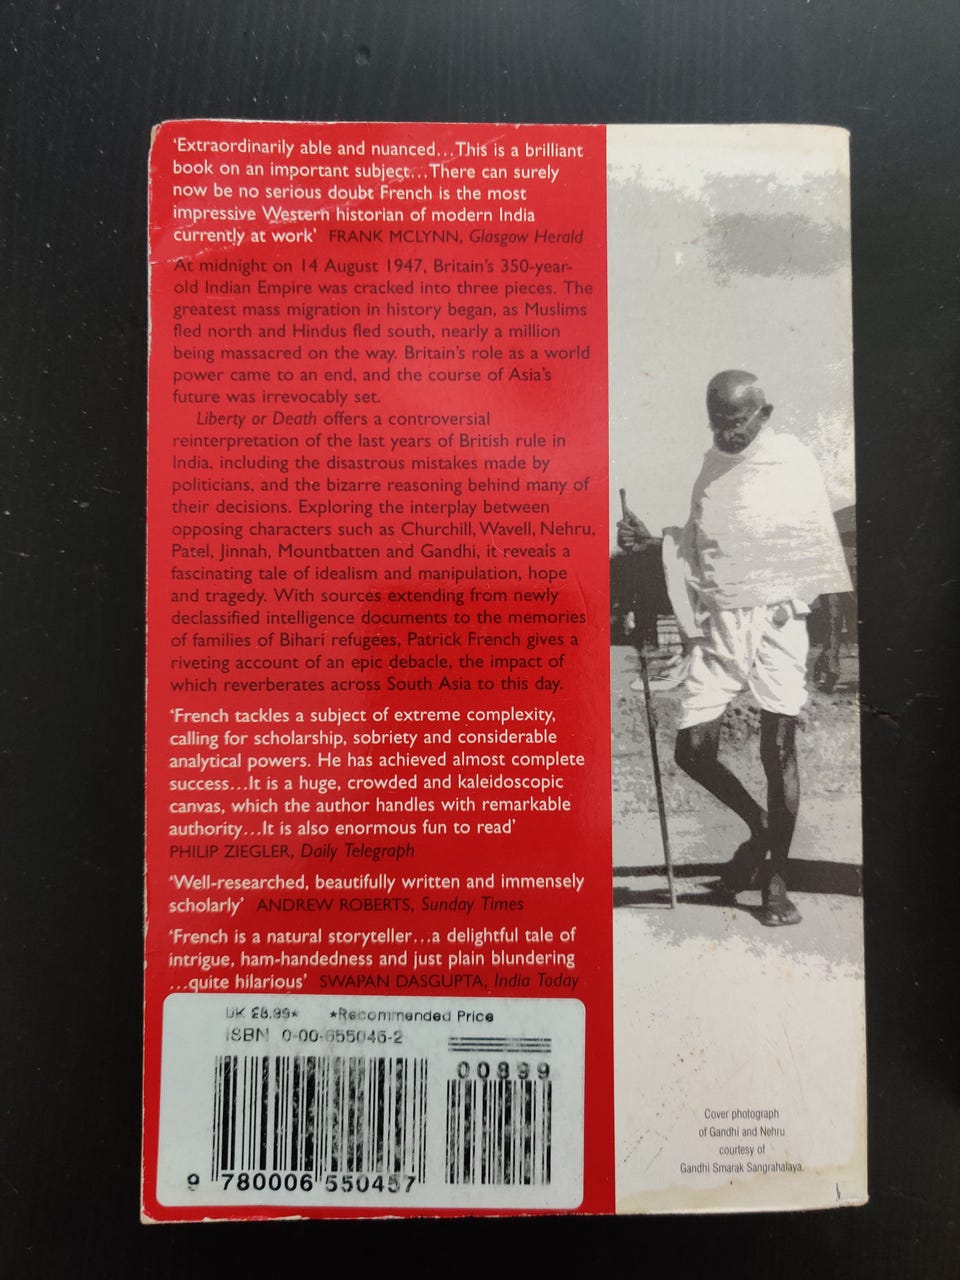 ‘Extraordinarily able and nuanced...This is a brilliant
book on an important subject...There can surely
now be no serious doubt French is the most
impressive Western historian of modern India
currently at work’ FRANK MCLYNN, Glasgow Herald
At midnight on 14 August 1947, Britain’s 350-year-
old Indian Empire was cracked into three pieces. The
greatest mass migration in history began, as Muslims
fled north and Hindus fled south, nearly a million
being massacred on the way. Britain’s role as a world
power came to an end, and the course of Asia’s
future was irrevocably set.
Liberty or Death offers a controversial
reinterpretation of the last years of British rule in
India, including the disastrous mistakes made by
politicians, and the bizarre reasoning behind many of
their decisions. Exploring the interplay between
opposing characters such as Churchill, Wavell, Nehru,
Patel, Jinnah, Mountbatten and Gandhi, it reveals a
fascinating tale of idealism and manipulation, hope
and tragedy. With sources extending from newly
declassified intelligence documents to the memories
of families of Bihari refugees, Patrick French gives a
riveting account of an epic debacle, the impact of
which reverberates across South Asia to this day.
‘French tackles a subject of extreme complexity,
calling for scholarship, sobriety and considerable
analytical powers. He has achieved almost complete
success...It is a huge, crowded and kaleidoscopic
canvas, which the author handles with remarkable
authority...It is also enormous fun to read’
PHILIP ZIEGLER, Daily Telegraph
‘Well-researched, beautifully written and immensely
scholarly’ ANDREW ROBERTS, Sunday Times
‘French is a natural storyteller...a delightful tale of
intrigue, ham-handedness and just plain blundering
...quite hilarious’ SWAPAN DASGUPTA, India Today
UK £8.99* *Recommended Price
ISBN 0-00-655045-2
00899
9 780006 550457
Cover photograph
of Gandhi and Nehru
courtesy of
Gandhi Smarak Sangrahalaya.